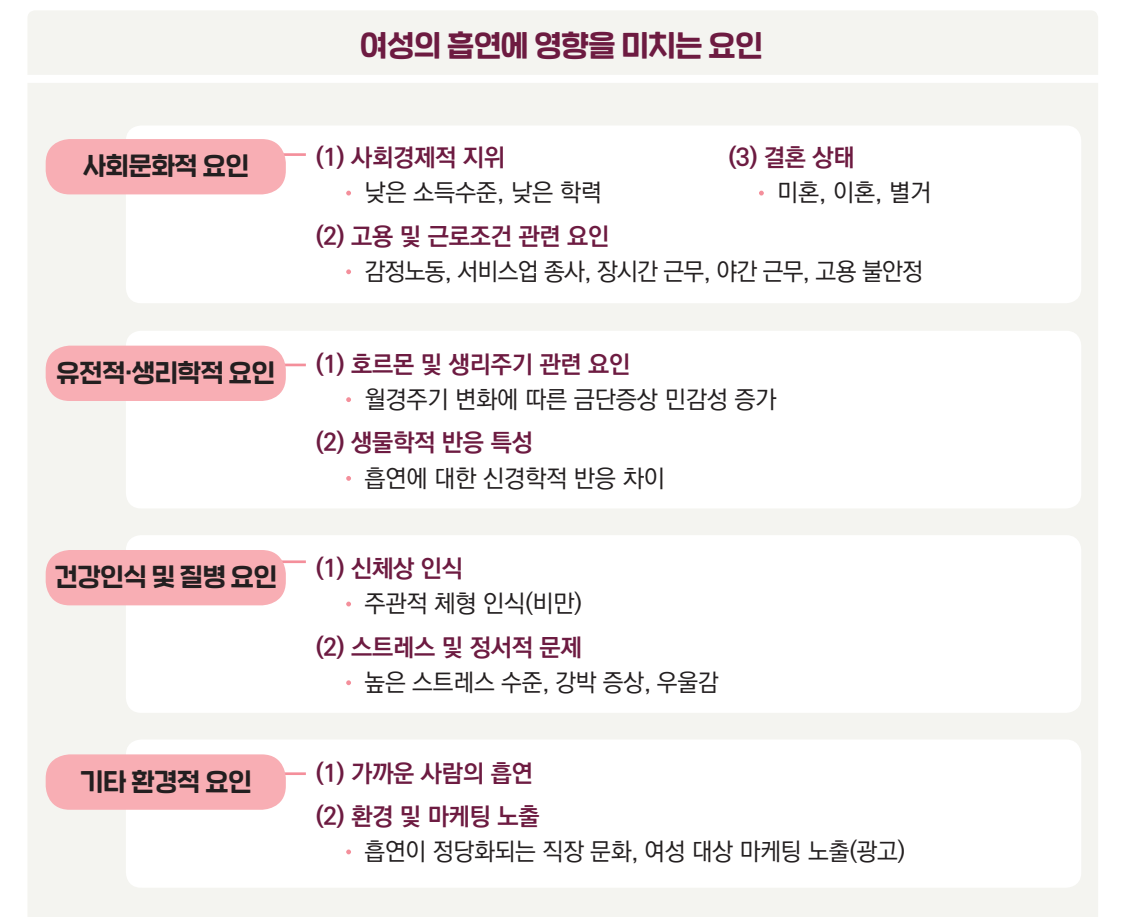 여성의 흡연에 영향을 미치는 요인
사회문화적 요인
(1) 사회경제적 지위
• 낮은 소득수준, 낮은 학력
(2) 고용 및 근로조건 관련 요인
• 감정노동, 서비스업 종사, 장시간 근무, 야간 근무, 고용 불안정
(3) 결혼 상태
• 미혼, 이혼, 별거
유전적·생리학적 요인
(1) 호르몬 및 생리주기 관련 요인
• 월경주기 변화에 따른 금단증상 민감성 증가
(2) 생물학적 반응 특성
• 흡연에 대한 신경학적 반응 차이
건강인식 및 질병 요인
(1) 신체상 인식
• 주관적 체형 인식(비만)
(2) 스트레스 및 정서적 문제
• 높은 스트레스 수준, 강박 증상, 우울감
기타 환경적 요인
(1) 가까운 사람의 흡연
(2) 환경 및 마케팅 노출
• 흡연이 정당화되는 직장 문화, 여성 대상 마케팅 노출(광고)